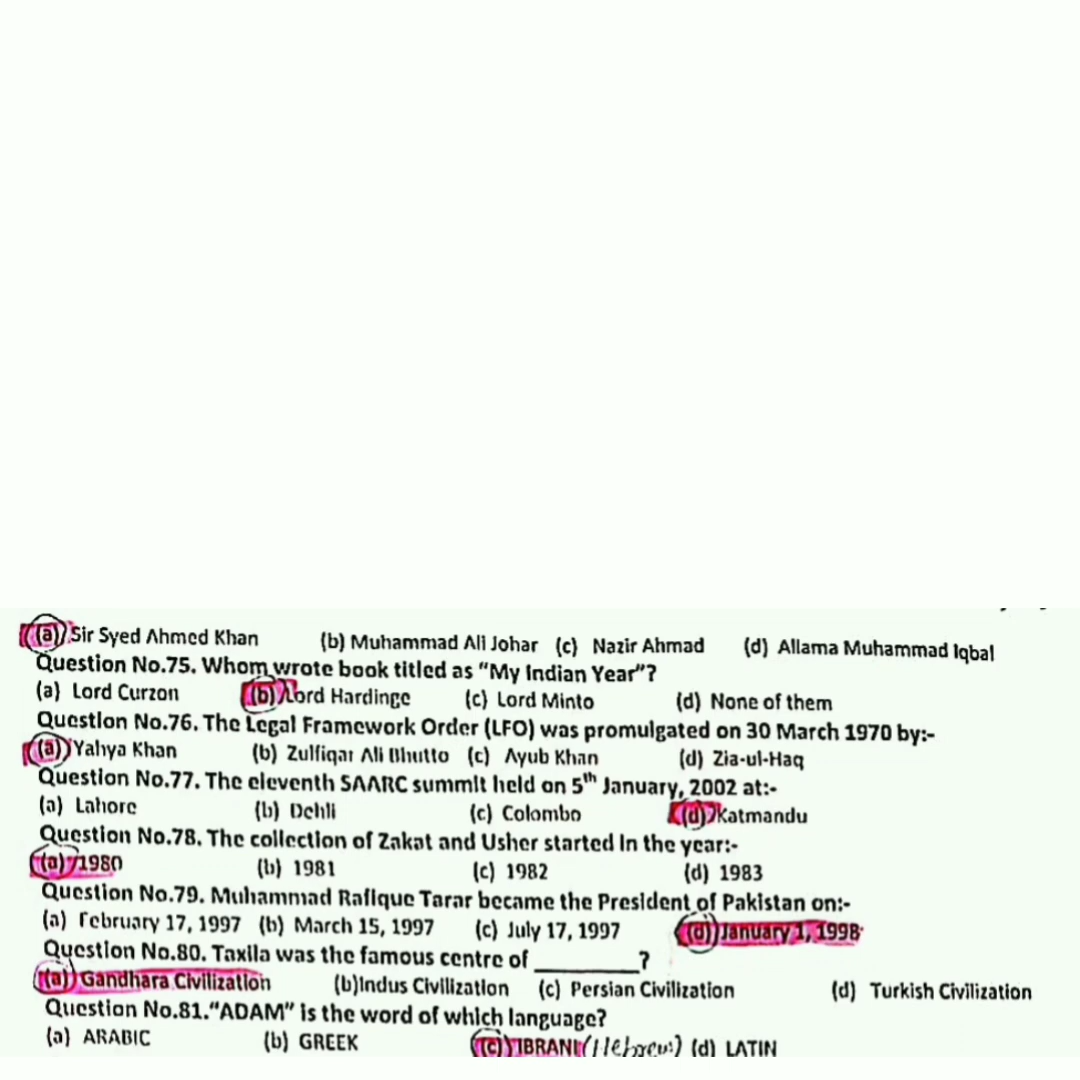 (a) Sir Syed Ahmed Khan (b) Muhammad Ali Johar (c) Nazir Ahmad (d) Allama Muhammad Iqbal
Question No.75. Whom wrote book titled as "My Indian Year"?
(a) Lord Curzon (b) Lord Hardinge (c) Lord Minto (d) None of them
Question No.76. The Legal Framework Order (LFO) was promulgated on 30 March 1970 by:-
(a) Yahya Khan (b) Zulfiqar Ali Bhutto (c) Ayub Khan (d) Zia-ul-Haq
Question No.77. The eleventh SAARC summit held on 5th January, 2002 at:-
(a) Lahore (b) Dehli (c) Colombo (d) Katmandu
Question No.78. The collection of Zakat and Usher started in the year:-
(a) 1980 (b) 1981 (c) 1982 (d) 1983
Question No.79. Muhammad Rafique Tarar became the President of Pakistan on:-
(a) February 17, 1997 (b) March 15, 1997 (c) July 17, 1997 (d) January 1, 1998
Question No.80. Taxila was the famous centre of __________?
(a) Gandhara Civilization (b)Indus Civilization (c) Persian Civilization (d) Turkish Civilization
Question No.81."ADAM" is the word of which language?
(a) ARABIC (b) GREEK (c) IBRANI (Hebrew) (d) LATIN